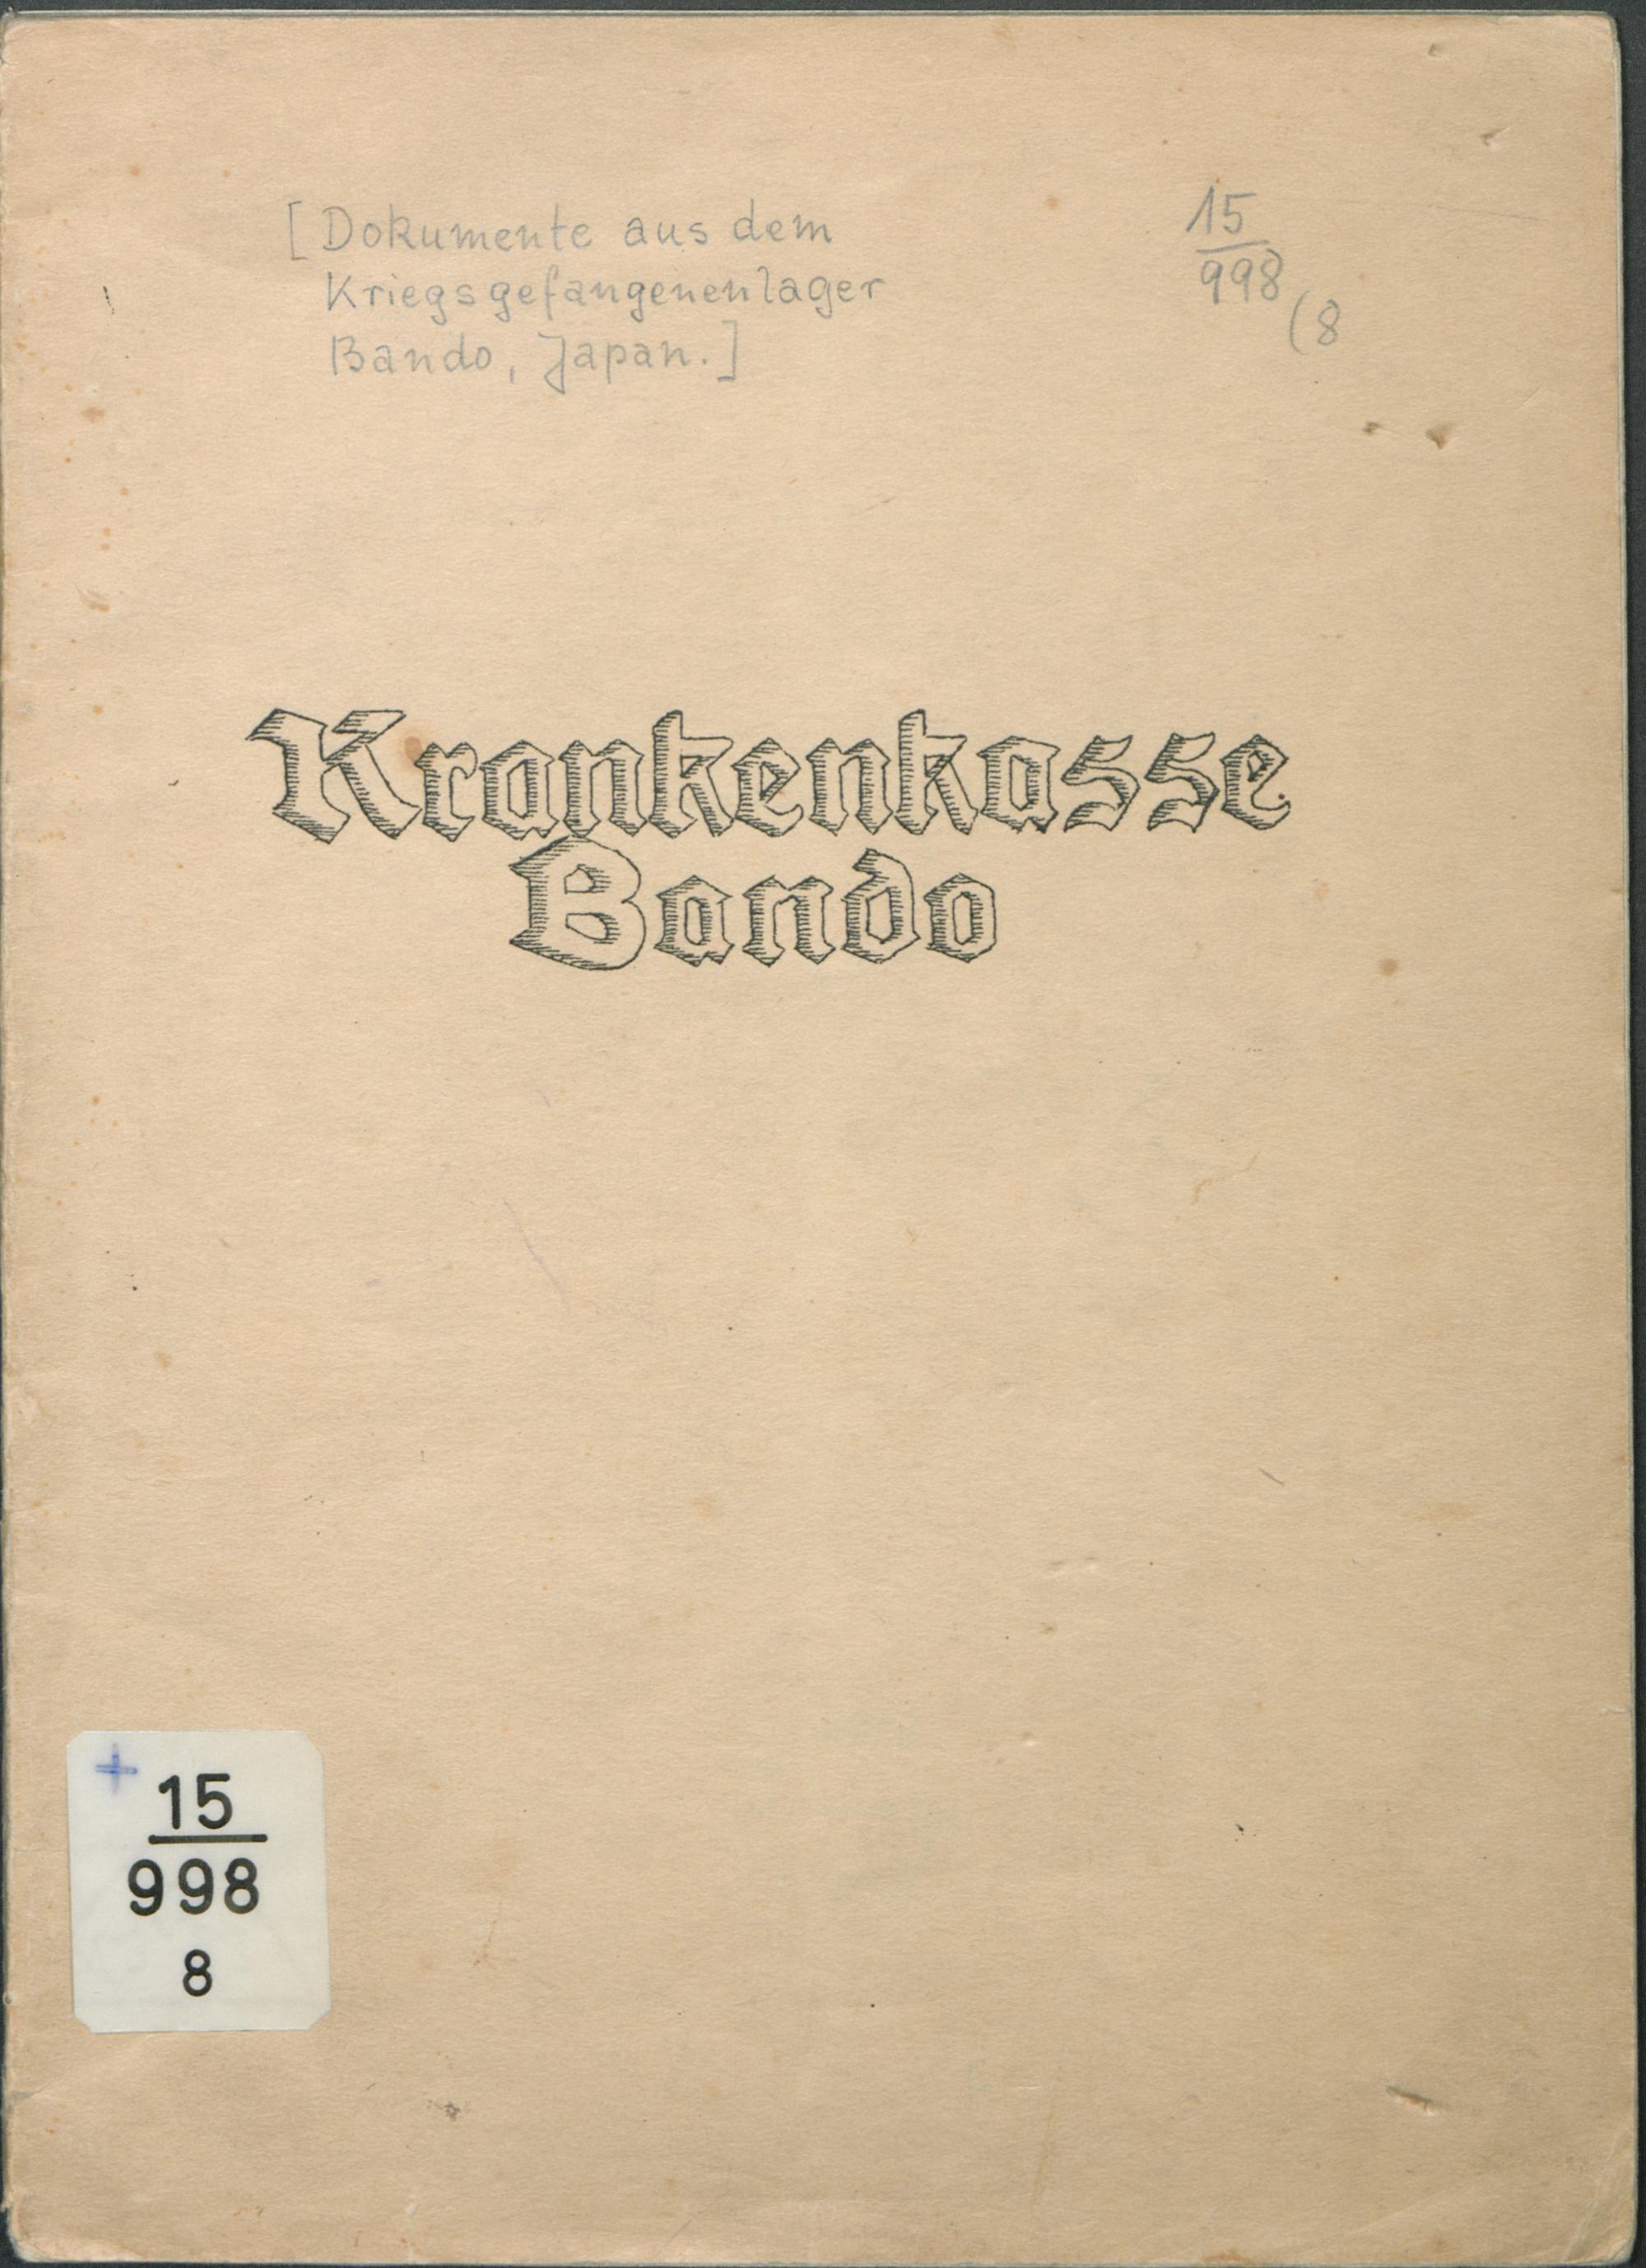 [Dokumente aus dem
Kriegsgefangenenlager
Bando, Japan.]
15
998
(8
Krankenkasse
Bando
+
15
998
8